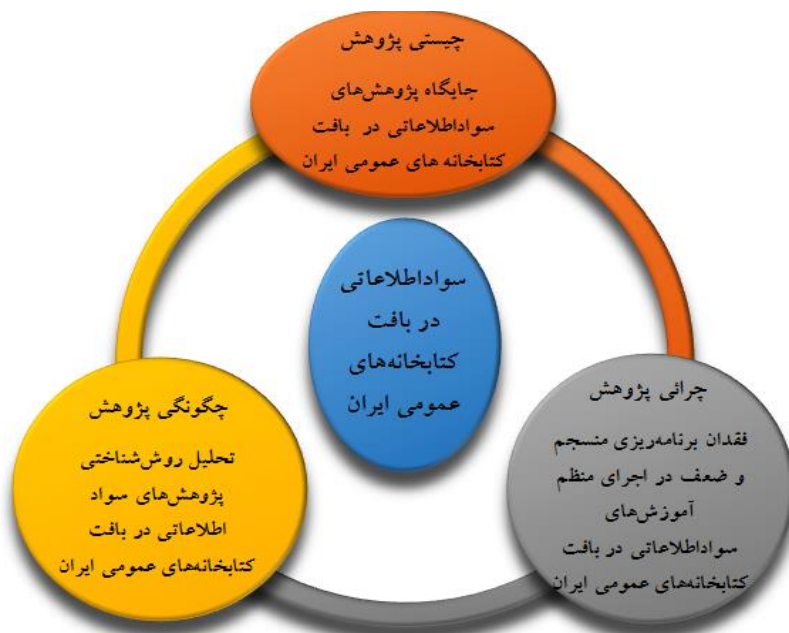 چیستی پژوهش
جایگاه پژوهش‌های
سواداطلاعاتی در بافت
کتابخانه های عمومی ایران
سواداطلاعاتی
در بافت
کتابخانه‌های
عمومی ایران
چرائی پژوهش
فقدان برنامه‌ریزی منسجم
و ضعف در اجرای منظم
آموزش‌های
سواداطلاعاتی در بافت
کتابخانه‌های عمومی ایران
چگونگی پژوهش
تحلیل روش‌شناختی
پژوهش‌های سواد
اطلاعاتی در بافت
کتابخانه‌های عمومی ایران